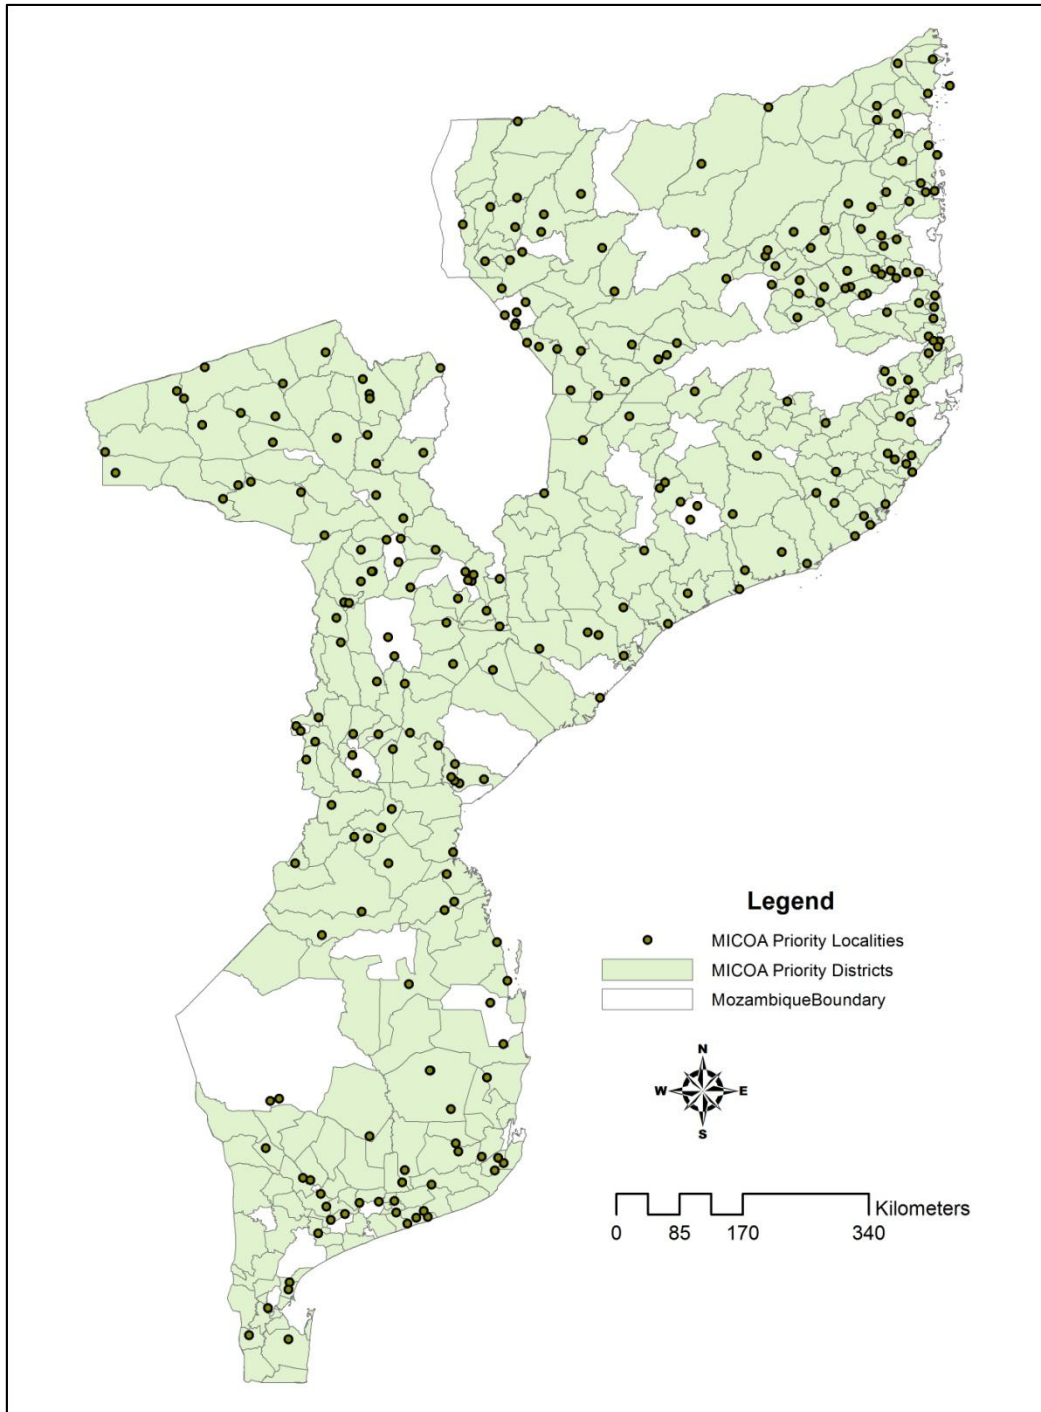 Legend
MICOA Priority Localities
MICOA Priority Districts
MozambiqueBoundary
N
W E
S
Kilometers
0 85 170 340